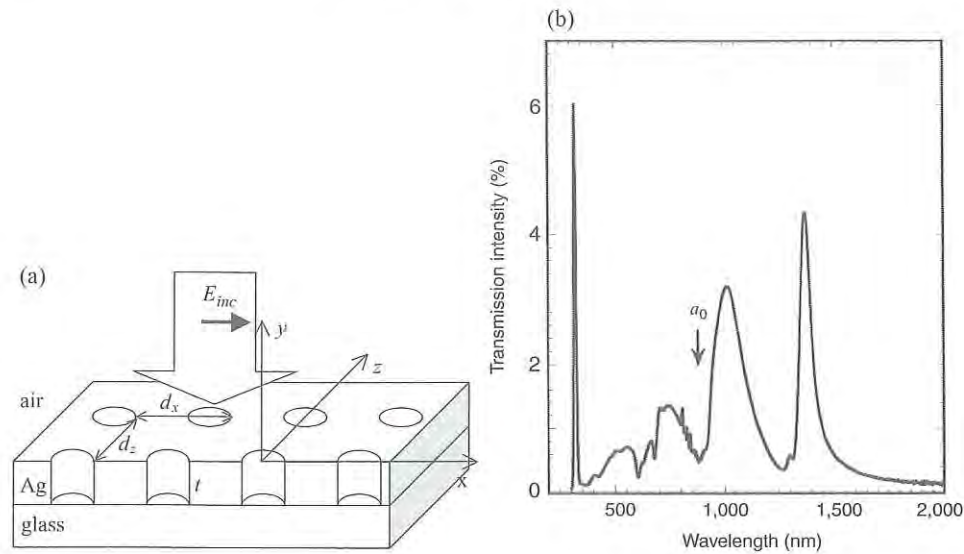 (a)
E_inc
y
z
air
d_x
d_z
x
Ag
t
glass
(b)
Transmission intensity (%)
6
4
2
0
a_0
500
1,000
1,500
2,000
Wavelength (nm)